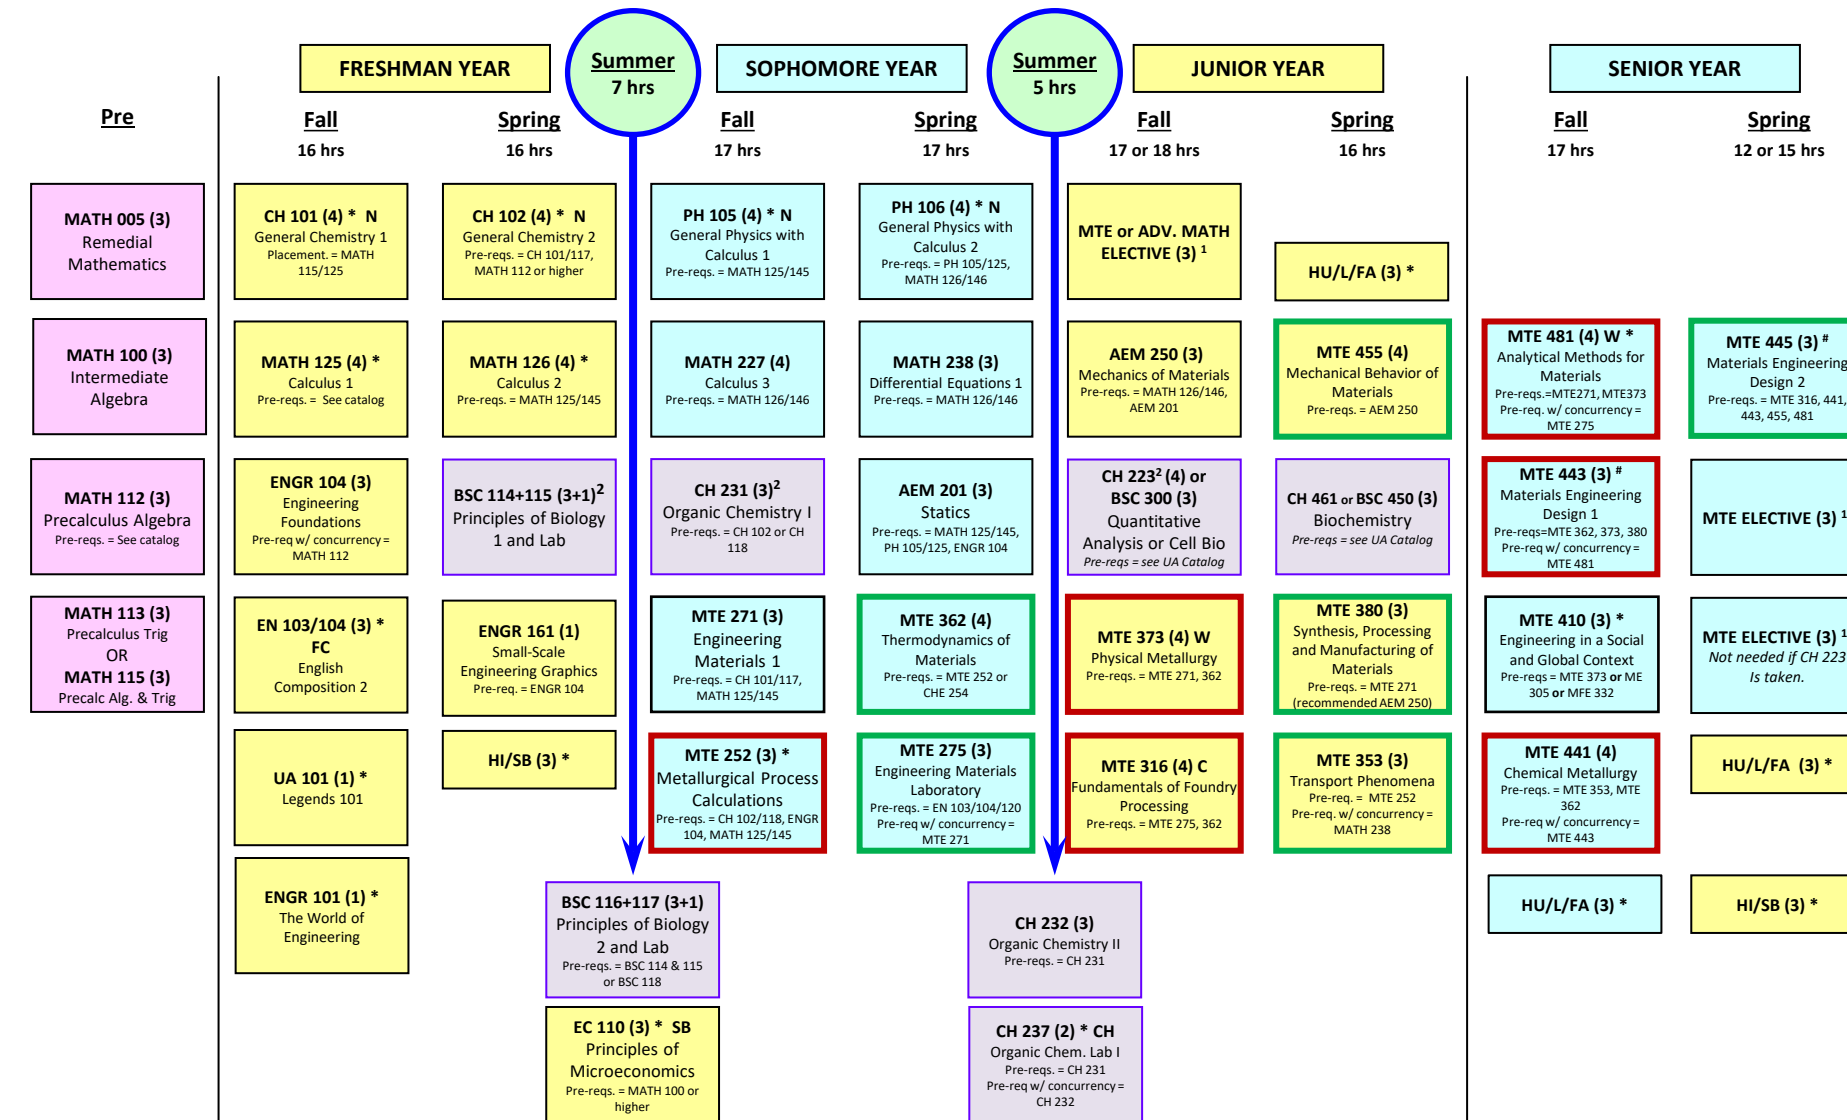 FRESHMAN YEAR
Summer
7 hrs
SOPHOMORE YEAR
Summer
5 hrs
JUNIOR YEAR
SENIOR YEAR
Pre
Fall
16 hrs
Spring
16 hrs
Fall
17 hrs
Spring
17 hrs
Fall
17 or 18 hrs
Spring
16 hrs
Fall
17 hrs
Spring
12 or 15 hrs
MATH 005 (3)
Remedial
Mathematics
CH 101 (4) * N
General Chemistry 1
Placement. = MATH
115/125
CH 102 (4) * N
General Chemistry 2
Pre-reqs. = CH 101/117,
MATH 112 or higher
PH 105 (4) * N
General Physics with
Calculus 1
Pre-reqs. = MATH 125/145
PH 106 (4) * N
General Physics with
Calculus 2
Pre-reqs. = PH 105/125,
MATH 126/146
MTE or ADV. MATH
ELECTIVE (3) 1
HU/L/FA (3) *
MATH 100 (3)
Intermediate
Algebra
MATH 125 (4) *
Calculus 1
Pre-reqs. = See catalog
MATH 126 (4) *
Calculus 2
Pre-reqs. = MATH 125/145
MATH 227 (4)
Calculus 3
Pre-reqs. = MATH 126/146
MATH 238 (3)
Differential Equations 1
Pre-reqs. = MATH 126/146
AEM 250 (3)
Mechanics of Materials
Pre-reqs. = MATH 126/146,
AEM 201
MTE 455 (4)
Mechanical Behavior of
Materials
Pre-reqs. = AEM 250
MTE 481 (4) W *
Analytical Methods for
Materials
Pre-reqs.=MTE271, MTE373
Pre-req. w/ concurrency =
MTE 275
MTE 445 (3) #
Materials Engineering
Design 2
Pre-reqs. = MTE 316, 441,
443, 455, 481
MATH 112 (3)
Precalculus Algebra
Pre-reqs. = See catalog
ENGR 104 (3)
Engineering
Foundations
Pre-req w/ concurrency =
MATH 112
BSC 114+115 (3+1)2
Principles of Biology
1 and Lab
CH 231 (3)2
Organic Chemistry I
Pre-reqs. = CH 102 or CH
118
AEM 201 (3)
Statics
Pre-reqs. = MATH 125/145,
PH 105/125, ENGR 104
CH 2232 (4) or
BSC 300 (3)
Quantitative
Analysis or Cell Bio
Pre-reqs = see UA Catalog
CH 461 or BSC 450 (3)
Biochemistry
Pre-reqs = see UA Catalog
MTE 443 (3) #
Materials Engineering
Design 1
Pre-reqs=MTE 362, 373, 380
Pre-req w/ concurrency =
MTE 481
MTE ELECTIVE (3) 1
MATH 113 (3)
Precalculus Trig
OR
MATH 115 (3)
Precalc Alg. & Trig
EN 103/104 (3) *
FC
English
Composition 2
ENGR 161 (1)
Small-Scale
Engineering Graphics
Pre-req. = ENGR 104
MTE 271 (3)
Engineering
Materials 1
Pre-reqs. = CH 101/117,
MATH 125/145
MTE 362 (4)
Thermodynamics of
Materials
Pre-reqs. = MTE 252 or
CHE 254
MTE 373 (4) W
Physical Metallurgy
Pre-reqs. = MTE 271, 362
MTE 380 (3)
Synthesis, Processing
and Manufacturing of
Materials
Pre-reqs. = MTE 271
(recommended AEM 250)
MTE 410 (3) *
Engineering in a Social
and Global Context
Pre-reqs = MTE 373 or ME
305 or MFE 332
MTE ELECTIVE (3) 1
Not needed if CH 223
Is taken.
UA 101 (1) *
Legends 101
HI/SB (3) *
MTE 252 (3) *
Metallurgical Process
Calculations
Pre-reqs. = CH 102/118, ENGR
104, MATH 125/145
MTE 275 (3)
Engineering Materials
Laboratory
Pre-reqs. = EN 103/104/120
Pre-req w/ concurrency =
MTE 271
MTE 316 (4) C
Fundamentals of Foundry
Processing
Pre-reqs. = MTE 275, 362
MTE 353 (3)
Transport Phenomena
Pre-req. = MTE 252
Pre-req. w/ concurrency =
MATH 238
MTE 441 (4)
Chemical Metallurgy
Pre-reqs. = MTE 353, MTE
362
Pre-req w/ concurrency =
MTE 443
HU/L/FA (3) *
ENGR 101 (1) *
The World of
Engineering
BSC 116+117 (3+1)
Principles of Biology
2 and Lab
Pre-reqs. = BSC 114 & 115
or BSC 118
CH 232 (3)
Organic Chemistry II
Pre-reqs. = CH 231
HU/L/FA (3) *
HI/SB (3) *
EC 110 (3) * SB
Principles of
Microeconomics
Pre-reqs. = MATH 100 or
higher
CH 237 (2) * CH
Organic Chem. Lab I
Pre-reqs. = CH 231
Pre-req w/ concurrency =
CH 232